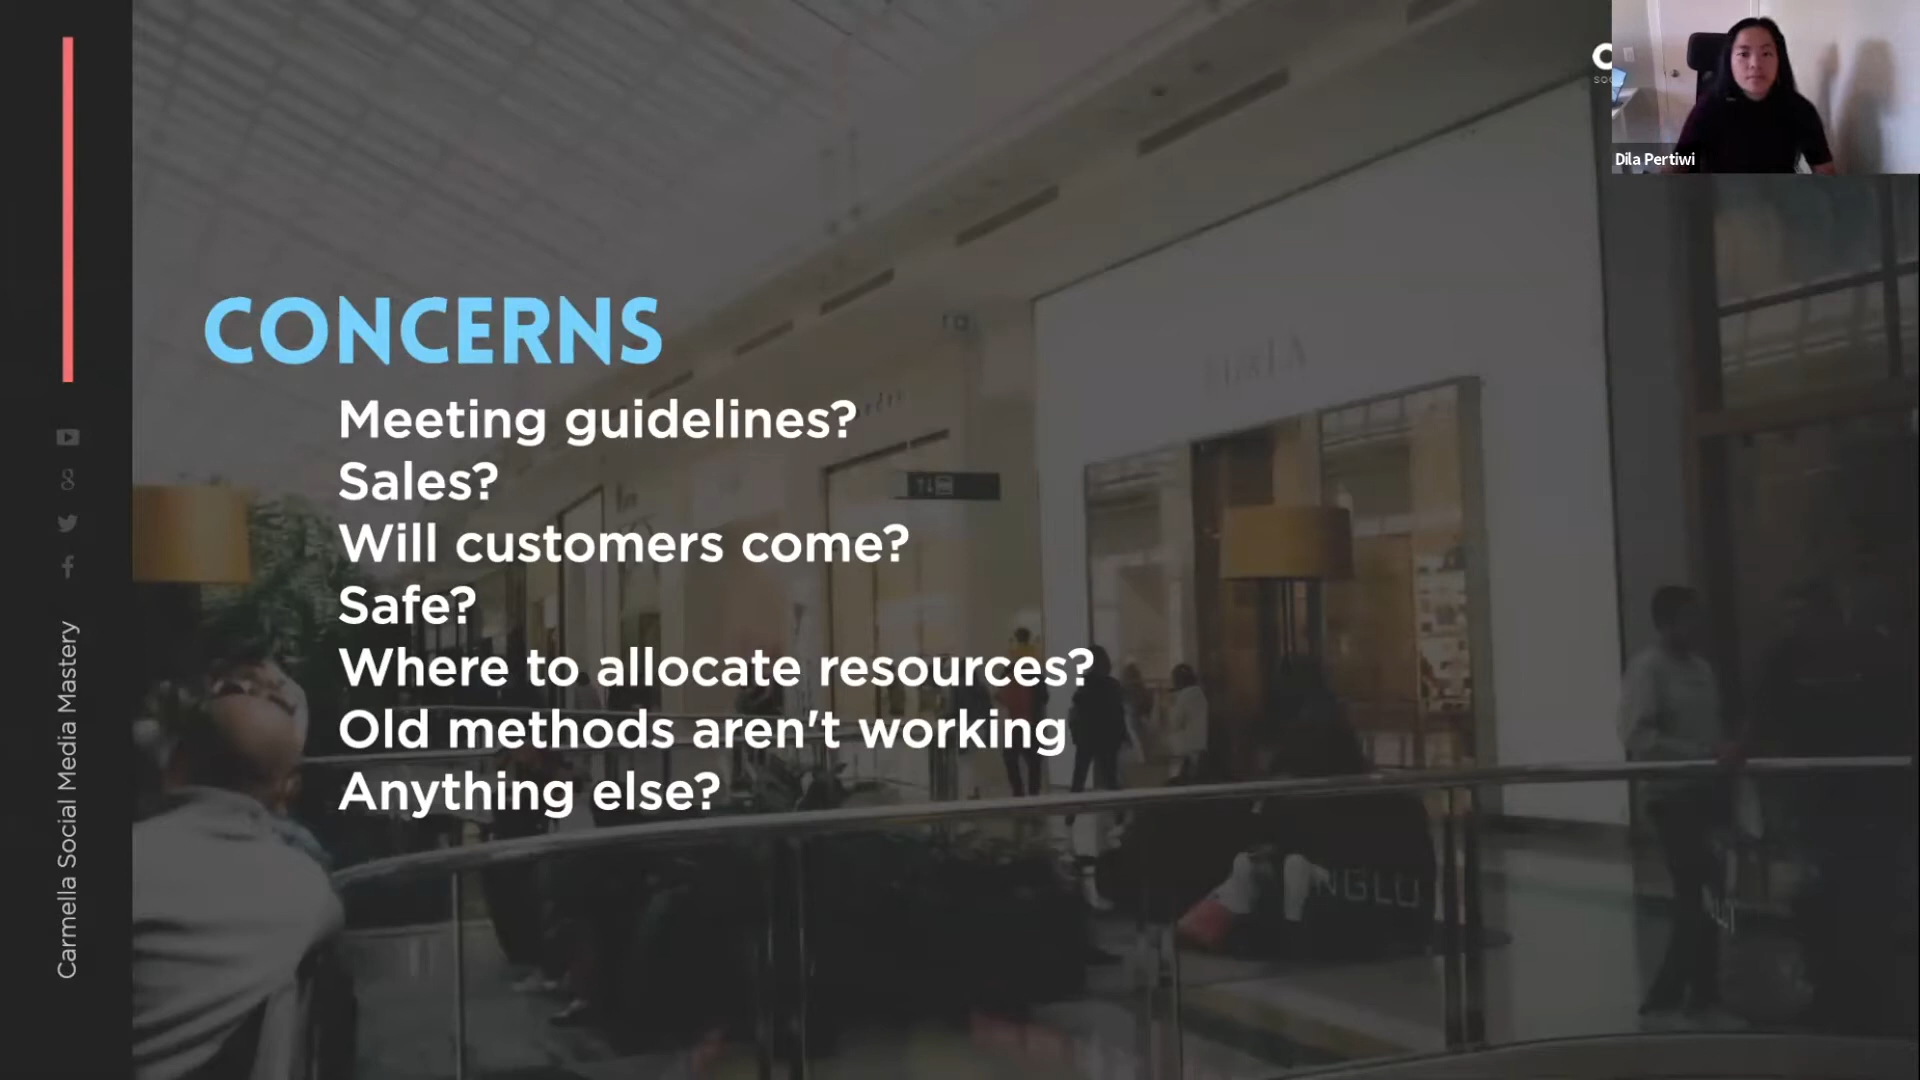 CONCERNS
Meeting guidelines?
Sales?
Will customers come?
Safe?
Where to allocate resources?
Old methods aren't working
Anything else?
Carmella Social Media Mastery
Dila Pertiwi